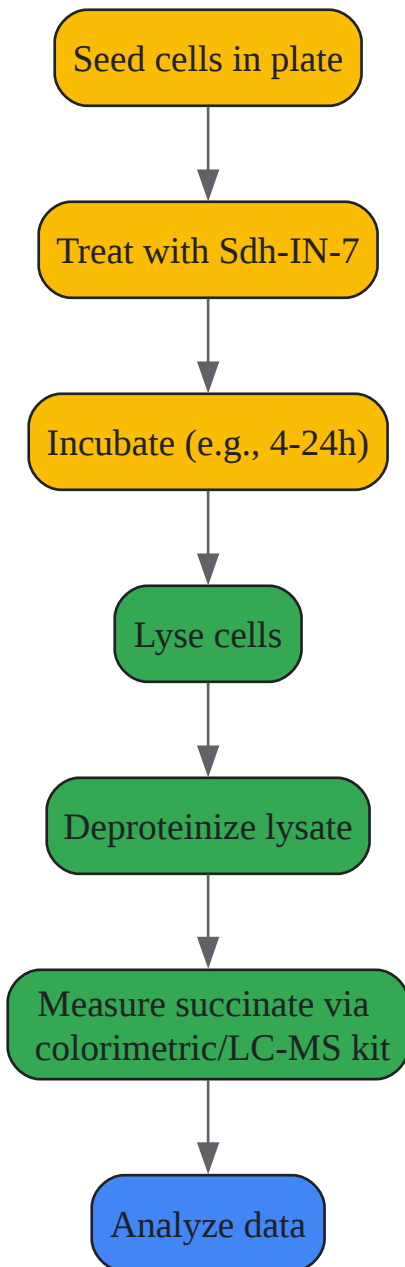 Seed cells in plate
Treat with Sdh-IN-7
Incubate (e.g., 4-24h)
Lyse cells
Deproteinize lysate
Measure succinate via
colorimetric/LC-MS kit
Analyze data